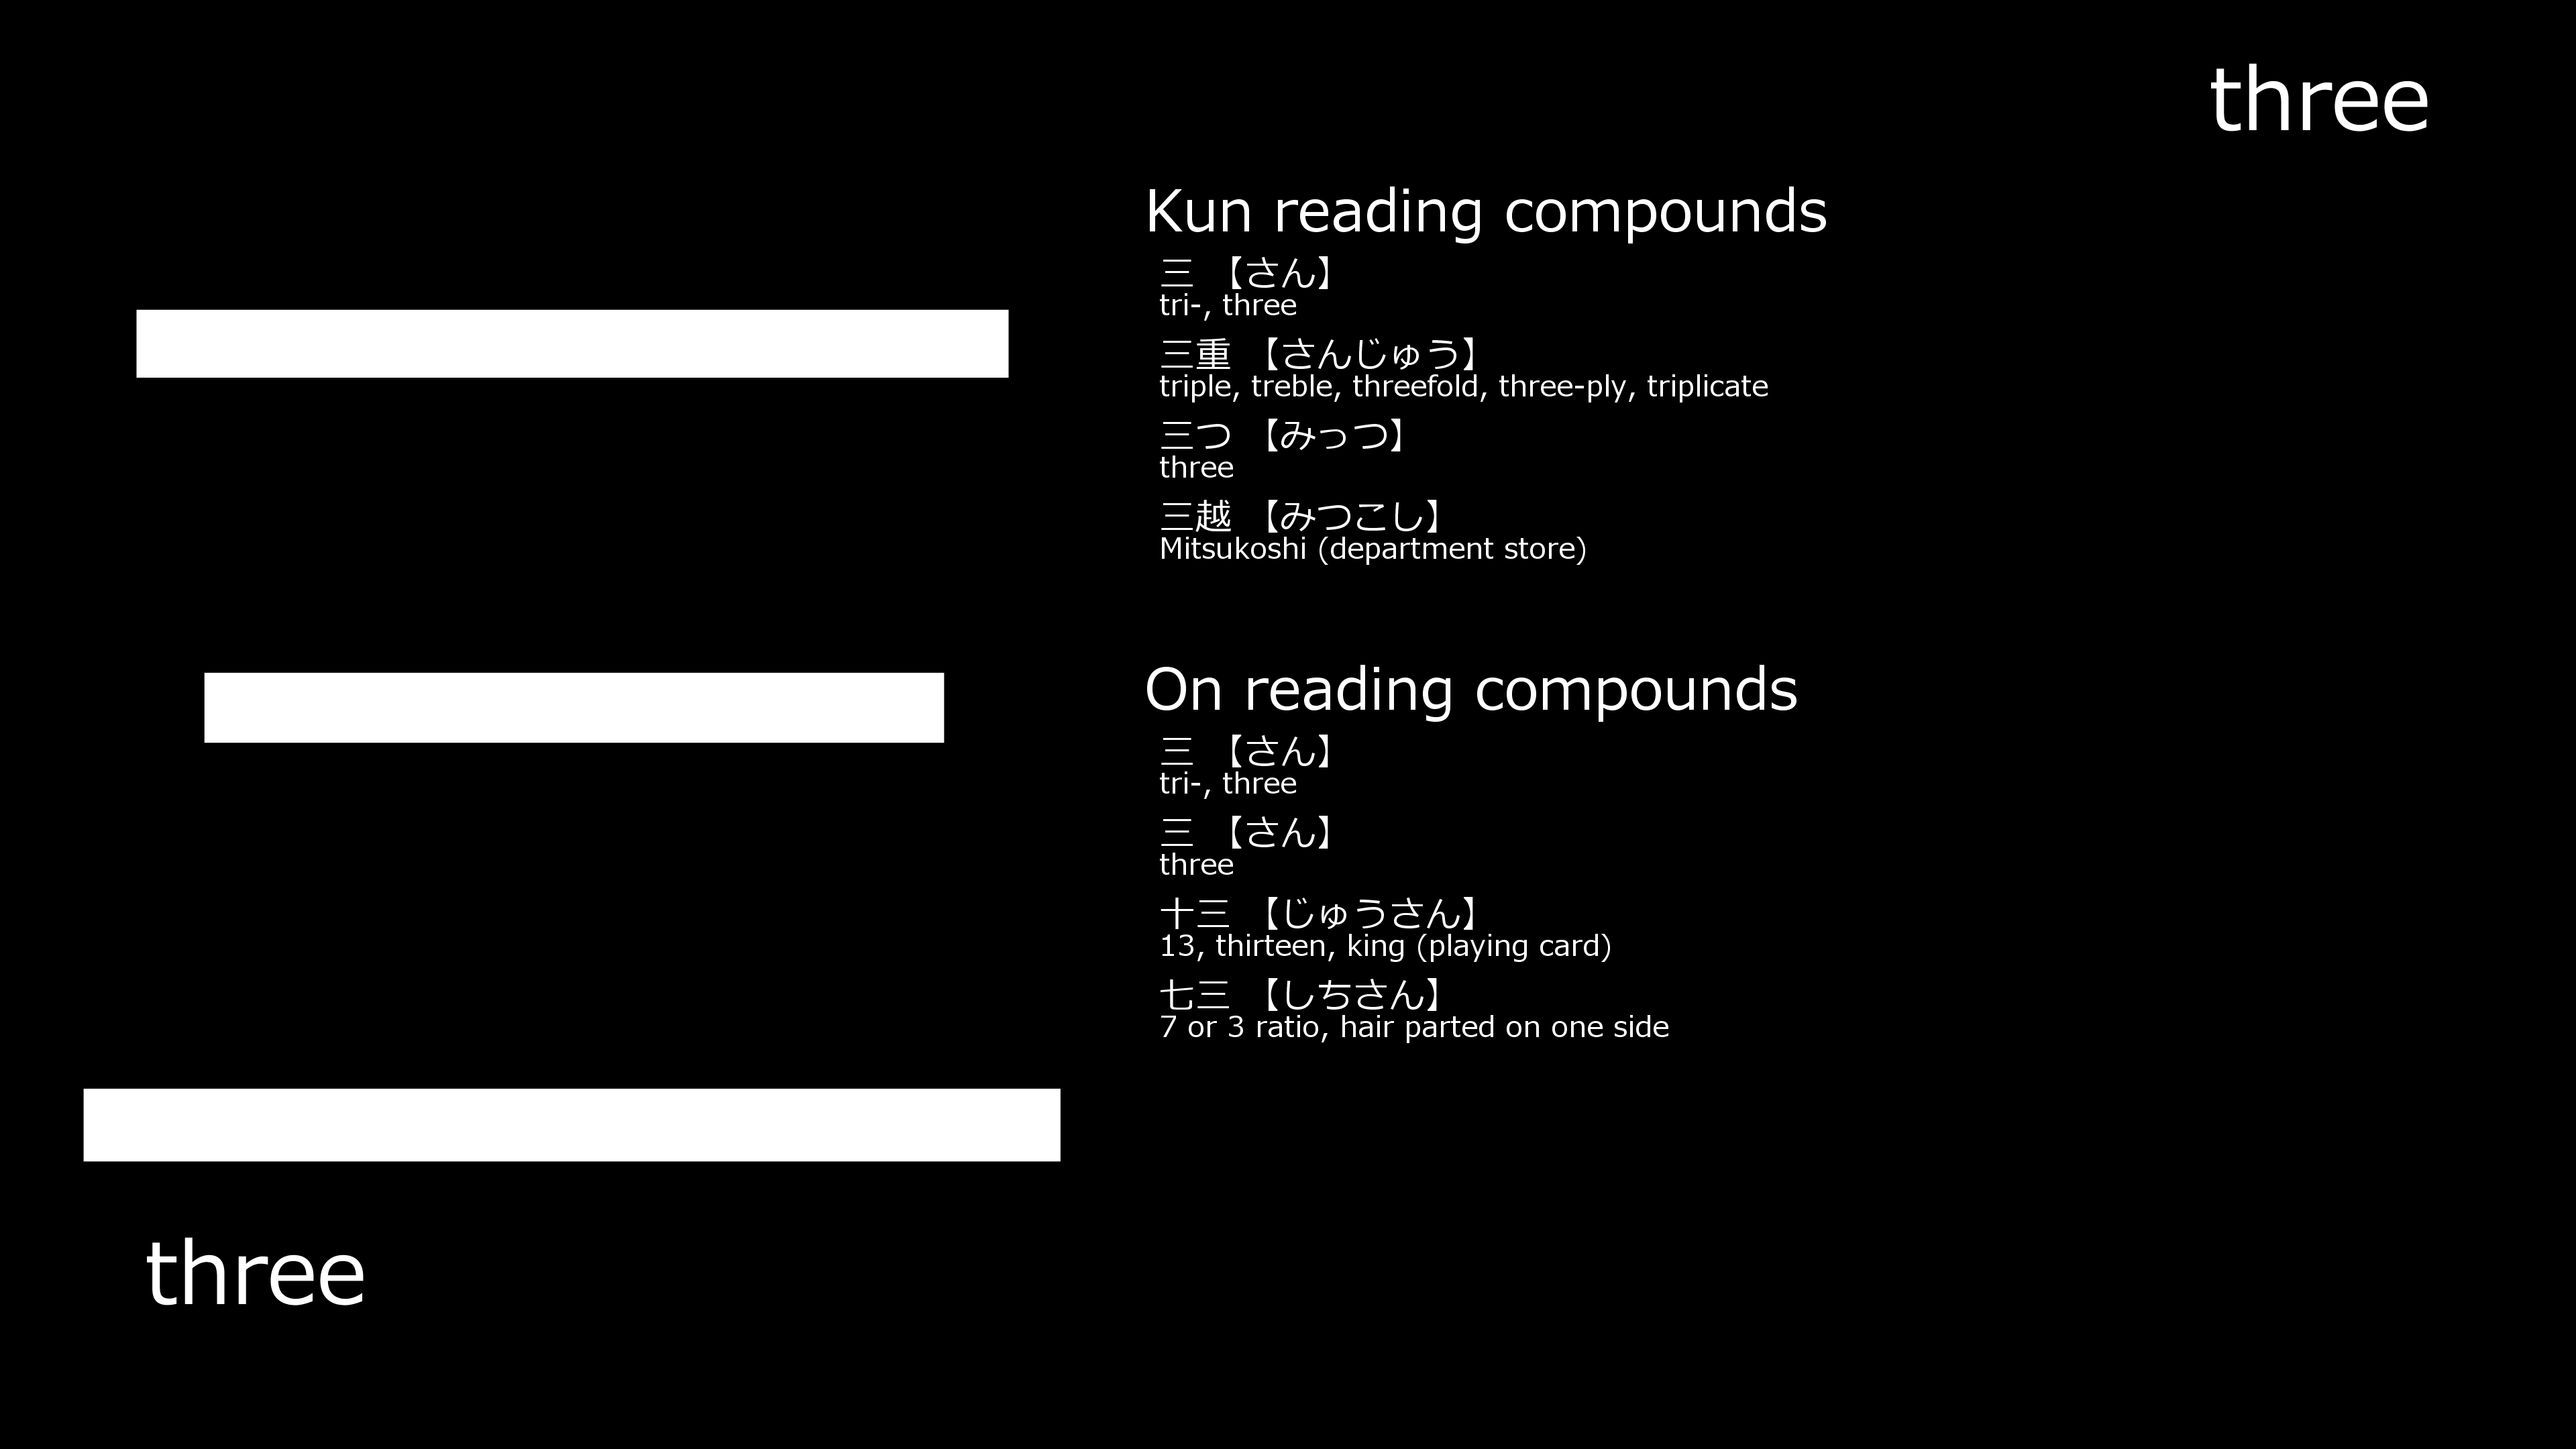 three
三
three
Kun reading compounds
三 【さん】
tri-, three
三重 【さんじゅう】
triple, treble, threefold, three-ply, triplicate
三つ 【みっつ】
three
三越 【みつこし】
Mitsukoshi (department store)
On reading compounds
三 【さん】
tri-, three
三 【さん】
three
十三 【じゅうさん】
13, thirteen, king (playing card)
七三 【しちさん】
7 or 3 ratio, hair parted on one side